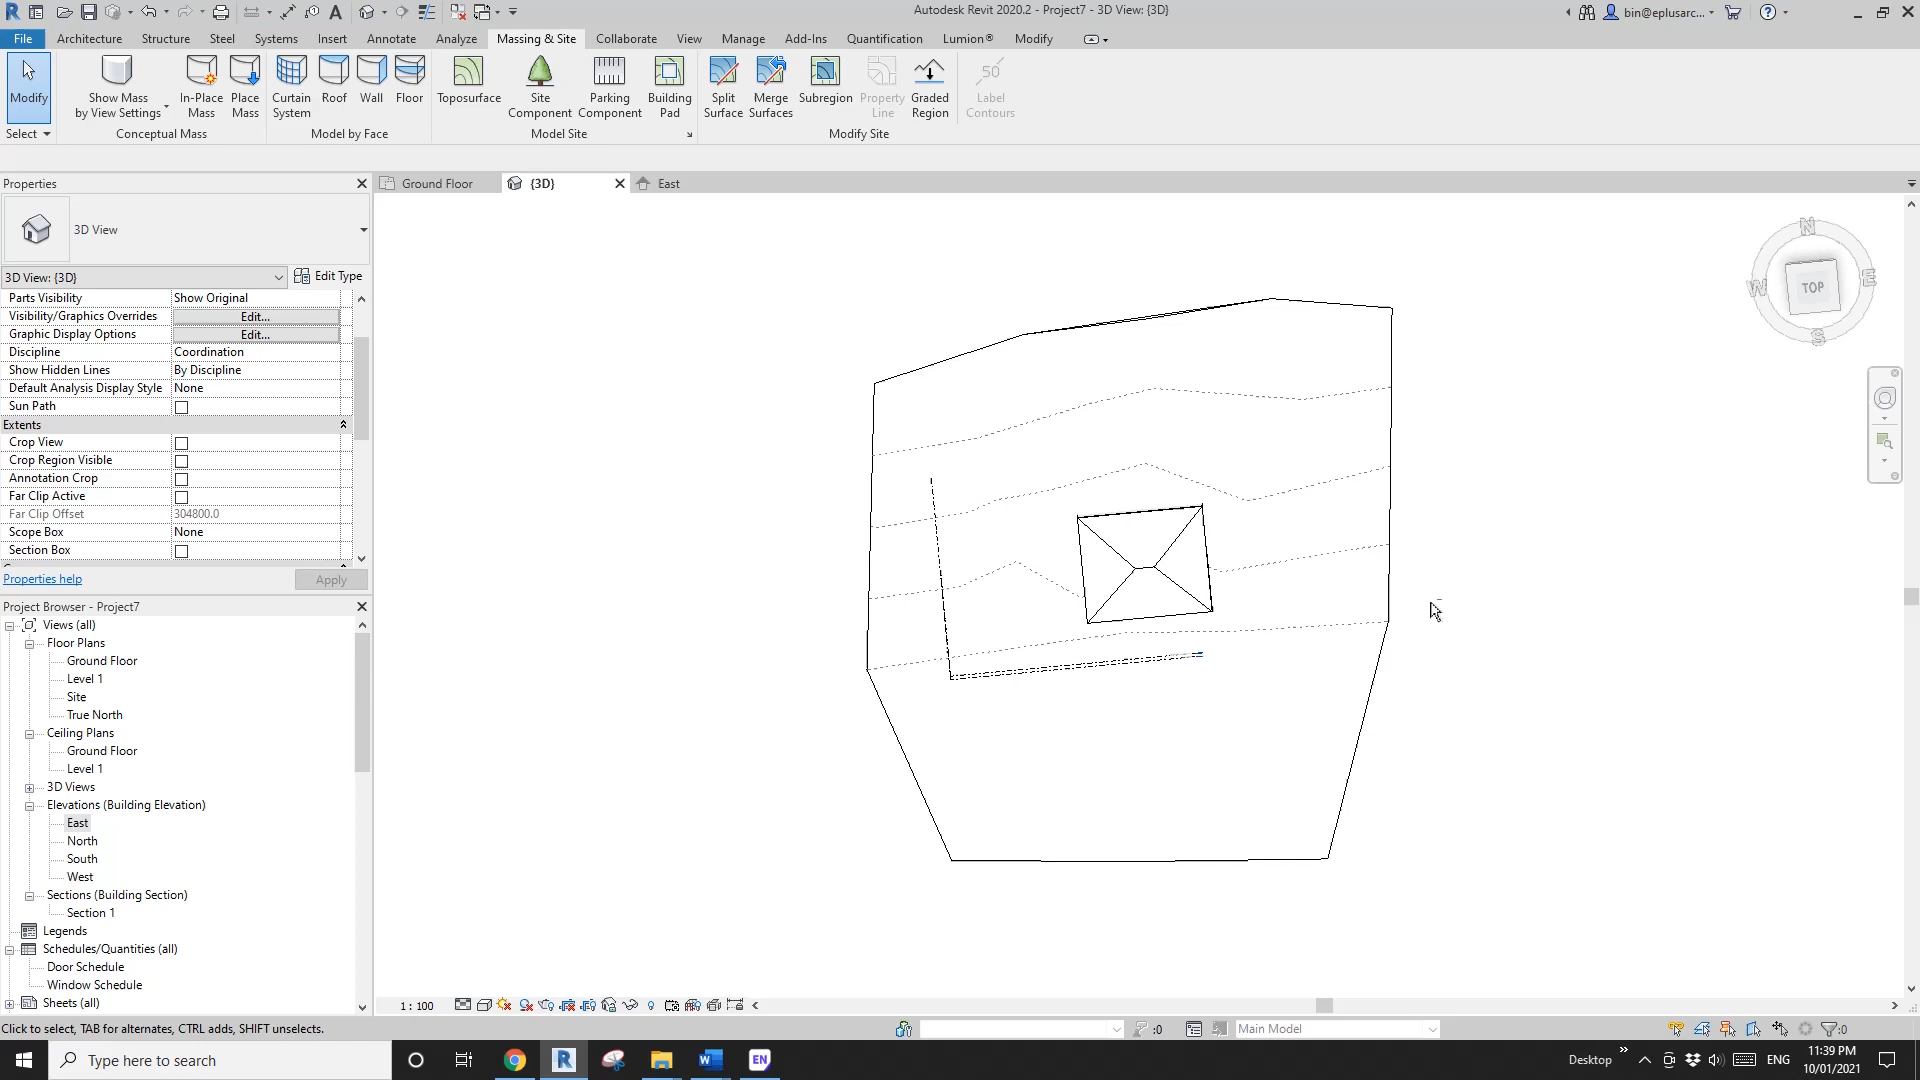 Autodesk Revit 2020.2 - Project7 - 3D View: {3D}
bin@eplusarc...
File Architecture Structure Steel Systems Insert Annotate Analyze Massing & Site Collaborate View Manage Add-Ins Quantification Lumion® Modify
Modify
Show Mass
by View Settings
In-Place
Mass
Place
Mass
Curtain
System
Roof
Wall
Floor
Toposurface
Site
Component
Parking
Component
Building
Pad
Split
Surface
Merge
Surfaces
Subregion
Property
Line
Graded
Region
50
Label
Contours
Select
Conceptual Mass
Model by Face
Model Site
Modify Site
Properties
Ground Floor
{3D}
East
3D View
3D View: {3D}
Edit Type
Parts Visibility Show Original
Visibility/Graphics Overrides Edit...
Graphic Display Options Edit...
Discipline Coordination
Show Hidden Lines By Discipline
Default Analysis Display Style None
Sun Path
Extents
Crop View
Crop Region Visible
Annotation Crop
Far Clip Active
Far Clip Offset 304800.0
Scope Box None
Section Box
Properties help
Apply
Project Browser - Project7
Views (all)
Floor Plans
Ground Floor
Level 1
Site
True North
Ceiling Plans
Ground Floor
Level 1
3D Views
Elevations (Building Elevation)
East
North
South
West
Sections (Building Section)
Section 1
Legends
Schedules/Quantities (all)
Door Schedule
Window Schedule
Sheets (all)
N
W
E
S
TOP
1 : 100
Click to select, TAB for alternates, CTRL adds, SHIFT unselects.
:0
Main Model
:0
Type here to search
EN
Desktop
ENG
11:39 PM
10/01/2021